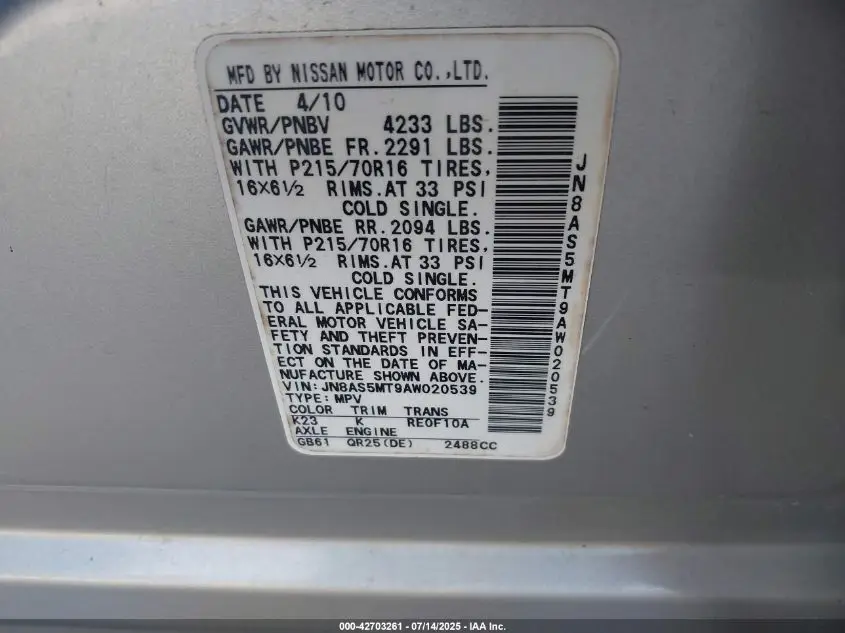 MFD BY NISSAN MOTOR CO.,LTD.
DATE 4/10
GVWR/PNBV 4233 LBS.
GAWR/PNBE FR. 2291 LBS.
WITH P215/70R16 TIRES,
16X6½ RIMS.AT 33 PSI
COLD SINGLE.
GAWR/PNBE RR. 2094 LBS.
WITH P215/70R16 TIRES,
16X6½ RIMS.AT 33 PSI
COLD SINGLE.
THIS VEHICLE CONFORMS
TO ALL APPLICABLE FED-
ERAL MOTOR VEHICLE SA-
FETY AND THEFT PREVEN-
TION STANDARDS IN EFF-
ECT ON THE DATE OF MA-
NUFACTURE SHOWN ABOVE.
VIN: JN8AS5MT9AW020539
TYPE: MPV
COLOR TRIM TRANS
K23 K RE0F10A
AXLE ENGINE
GB61 QR25(DE) 2488CC
JN8AS5MT9AW020539
000-42703261 - 07/14/2025 - IAA Inc.